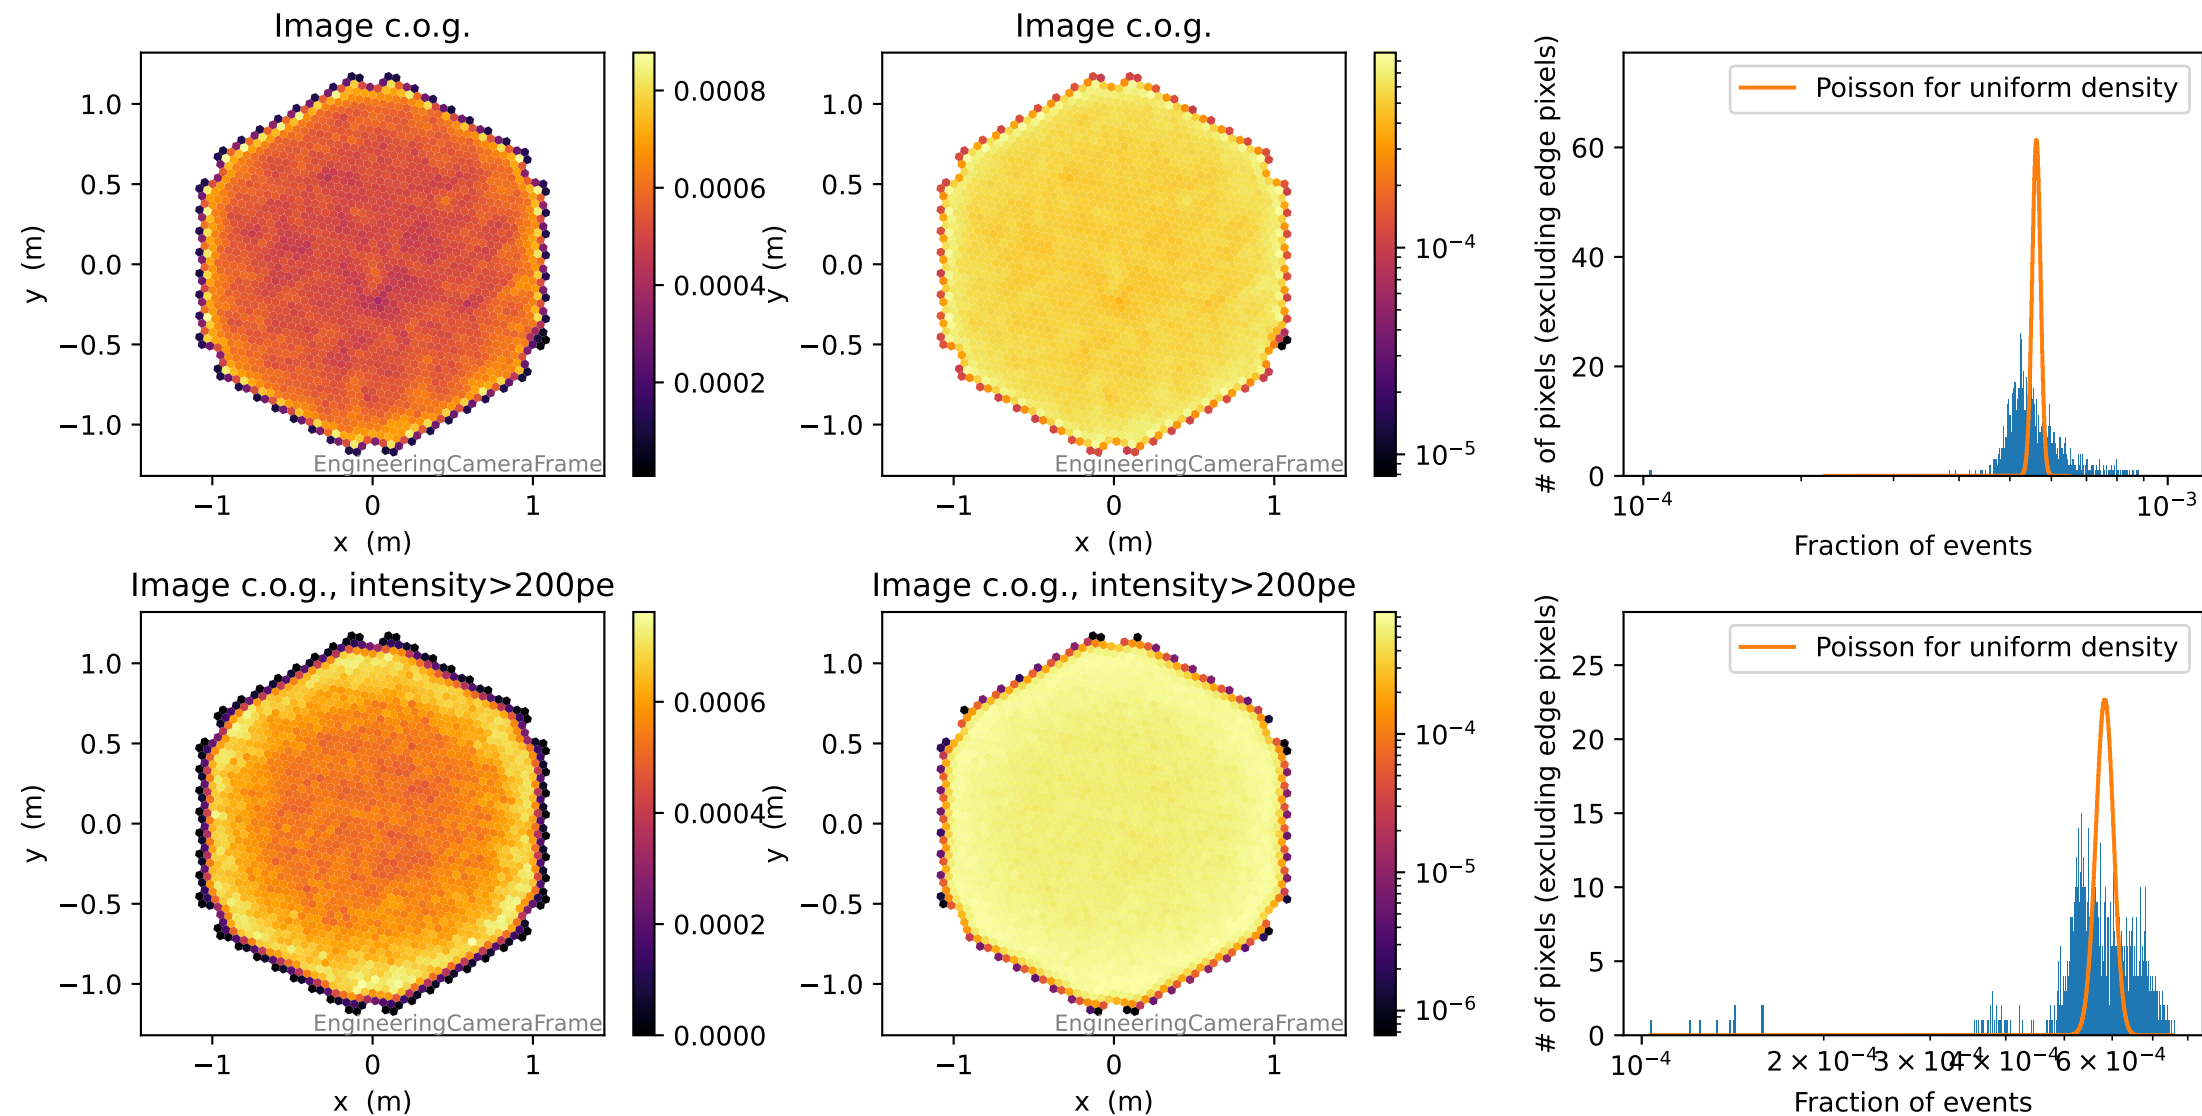 Image c.o.g.
1.0
0.5
0.0
−0.5
−1.0
y (m)
EngineeringCameraFrame
−1
0
1
x (m)
0.0008
0.0006
0.0004
0.0002
Image c.o.g.
1.0
0.5
0.0
−0.5
−1.0
y (m)
EngineeringCameraFrame
−1
0
1
x (m)
10⁻⁴
10⁻⁵
# of pixels (excluding edge pixels)
60
40
20
0
Poisson for uniform density
10⁻⁴
10⁻³
Fraction of events
Image c.o.g., intensity>200pe
1.0
0.5
0.0
−0.5
−1.0
y (m)
EngineeringCameraFrame
−1
0
1
x (m)
0.0006
0.0004
0.0002
0.0000
Image c.o.g., intensity>200pe
1.0
0.5
0.0
−0.5
−1.0
y (m)
EngineeringCameraFrame
−1
0
1
x (m)
10⁻⁴
10⁻⁵
10⁻⁶
# of pixels (excluding edge pixels)
25
20
15
10
5
0
Poisson for uniform density
10⁻⁴
2 × 10⁻⁴
3 × 10⁻⁴
4 × 10⁻⁴
6 × 10⁻⁴
Fraction of events